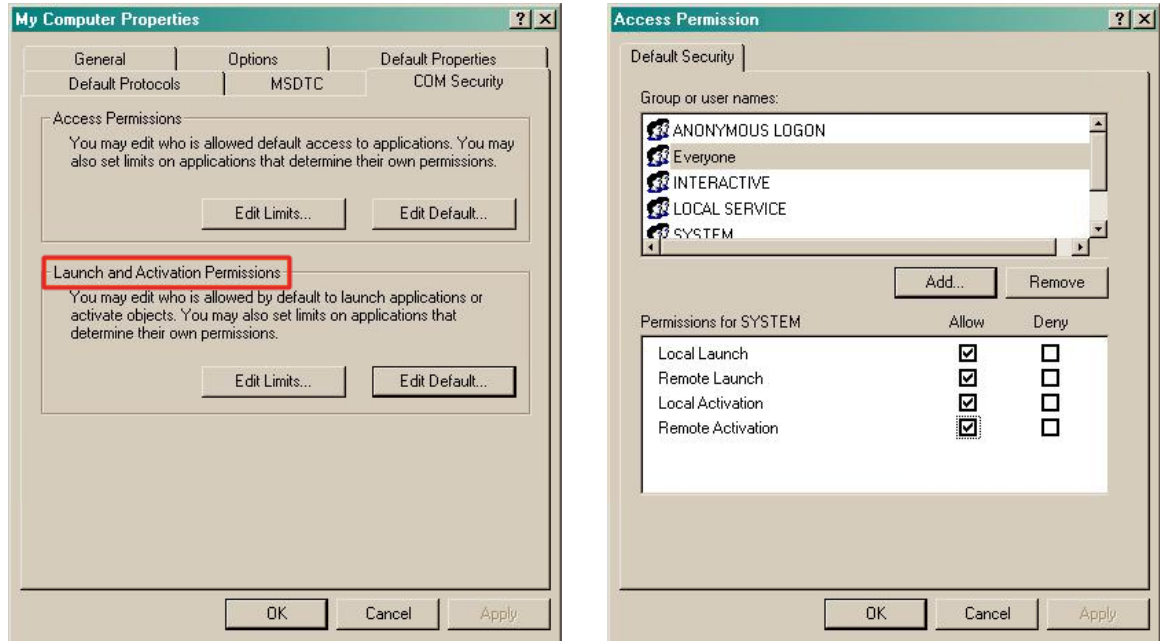 My Computer Properties
General Options Default Properties
Default Protocols MSDTC COM Security
Access Permissions
You may edit who is allowed default access to applications. You may
also set limits on applications that determine their own permissions.
Edit Limits... Edit Default...
Launch and Activation Permissions
You may edit who is allowed by default to launch applications or
activate objects. You may also set limits on applications that
determine their own permissions.
Edit Limits... Edit Default...
OK Cancel Apply
Access Permission
Default Security
Group or user names:
ANONYMOUS LOGON
Everyone
INTERACTIVE
LOCAL SERVICE
SYSTEM
Add... Remove
Permissions for SYSTEM Allow Deny
Local Launch
Remote Launch
Local Activation
Remote Activation
OK Cancel Apply